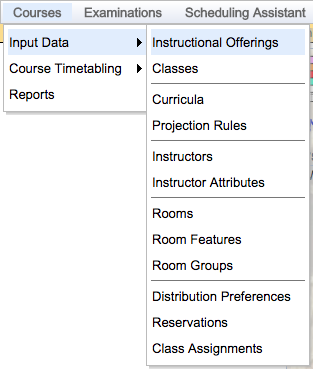 Courses Examinations Scheduling Assistant
Input Data
Course Timetabling
Reports
Instructional Offerings
Classes
Curricula
Projection Rules
Instructors
Instructor Attributes
Rooms
Room Features
Room Groups
Distribution Preferences
Reservations
Class Assignments